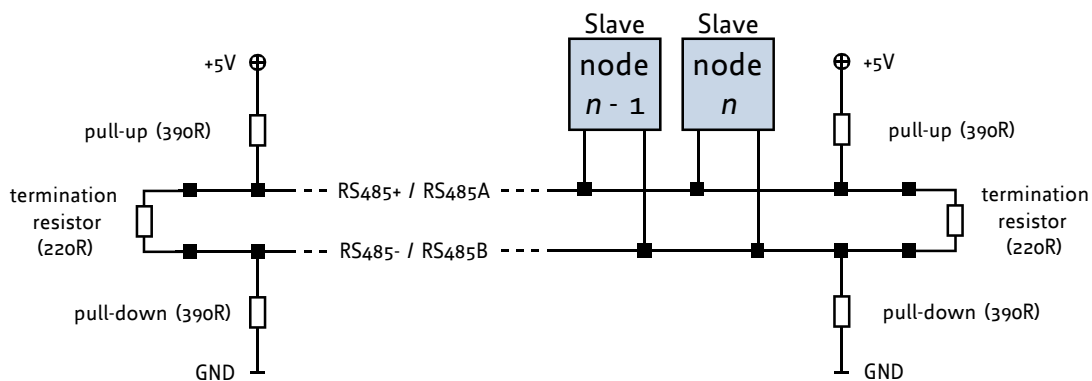 Slave
Slave
+5V
node
n - 1
node
n
+5V
pull-up (390R)
pull-up (390R)
termination
resistor
(220R)
RS485+ / RS485A
RS485- / RS485B
termination
resistor
(220R)
pull-down (390R)
pull-down (390R)
GND
GND